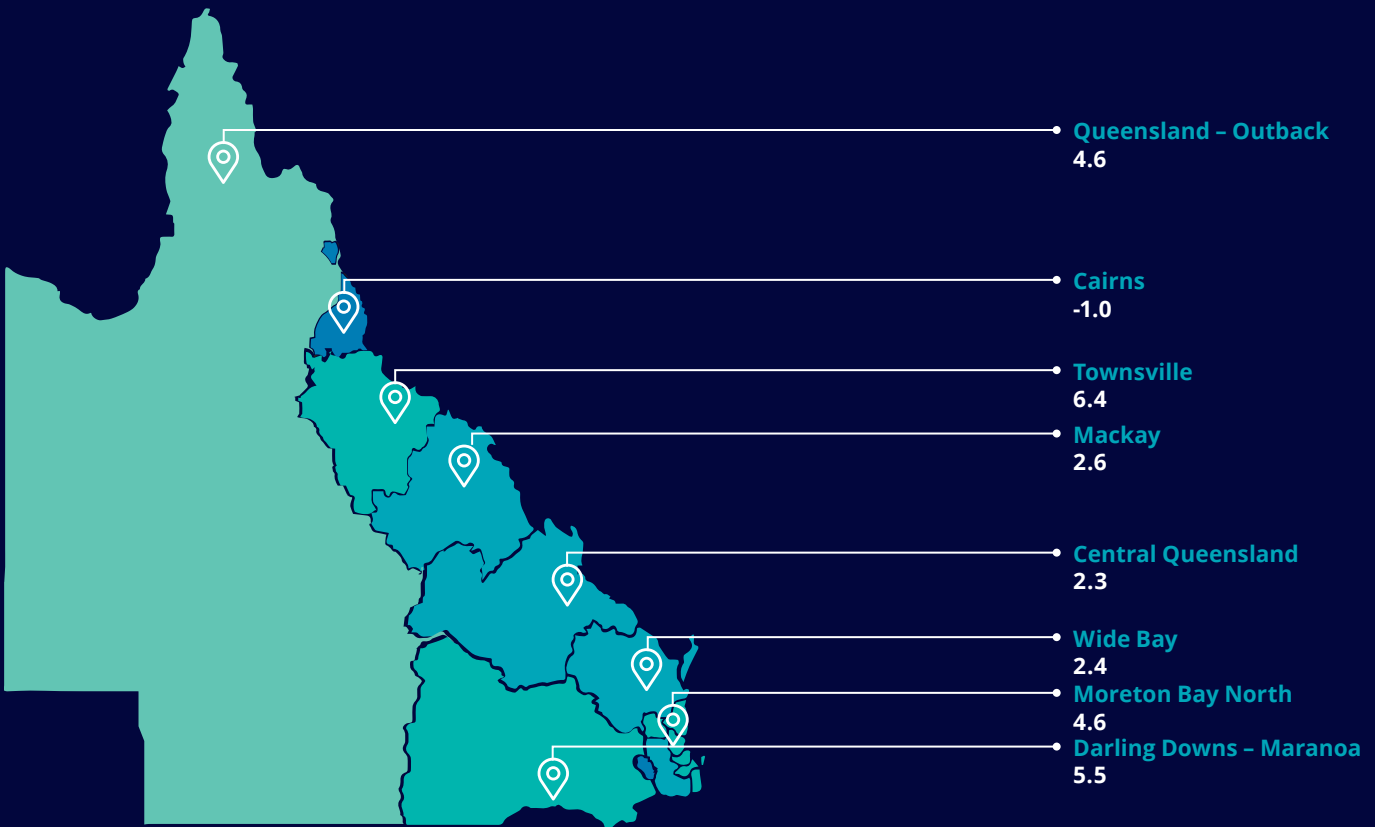 Queensland – Outback
4.6
Cairns
-1.0
Townsville
6.4
Mackay
2.6
Central Queensland
2.3
Wide Bay
2.4
Moreton Bay North
4.6
Darling Downs – Maranoa
5.5